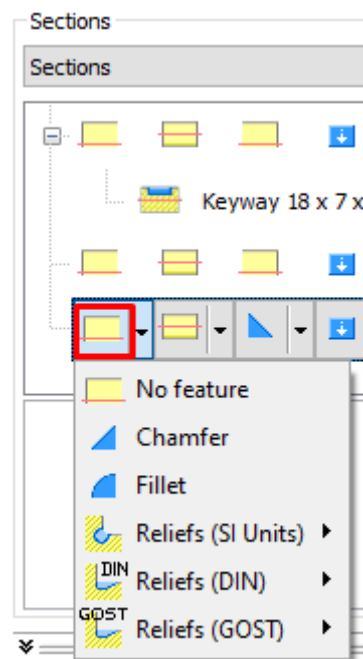 Sections
Sections
Keyway 18 x 7 x
No feature
Chamfer
Fillet
Reliefs (SI Units)
DIN
Reliefs (DIN)
GOST
Reliefs (GOST)